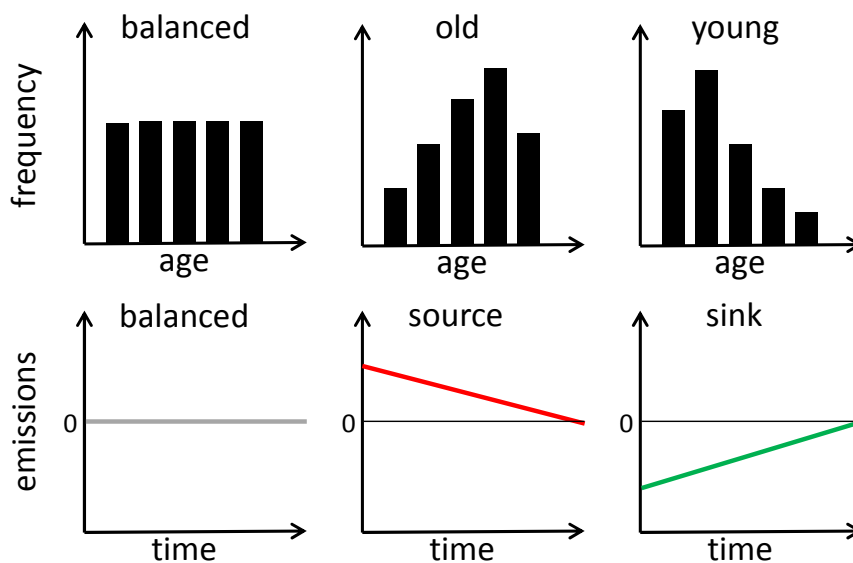 balanced
old
young
frequency
age
age
age
balanced
source
sink
emissions
0
0
0
time
time
time